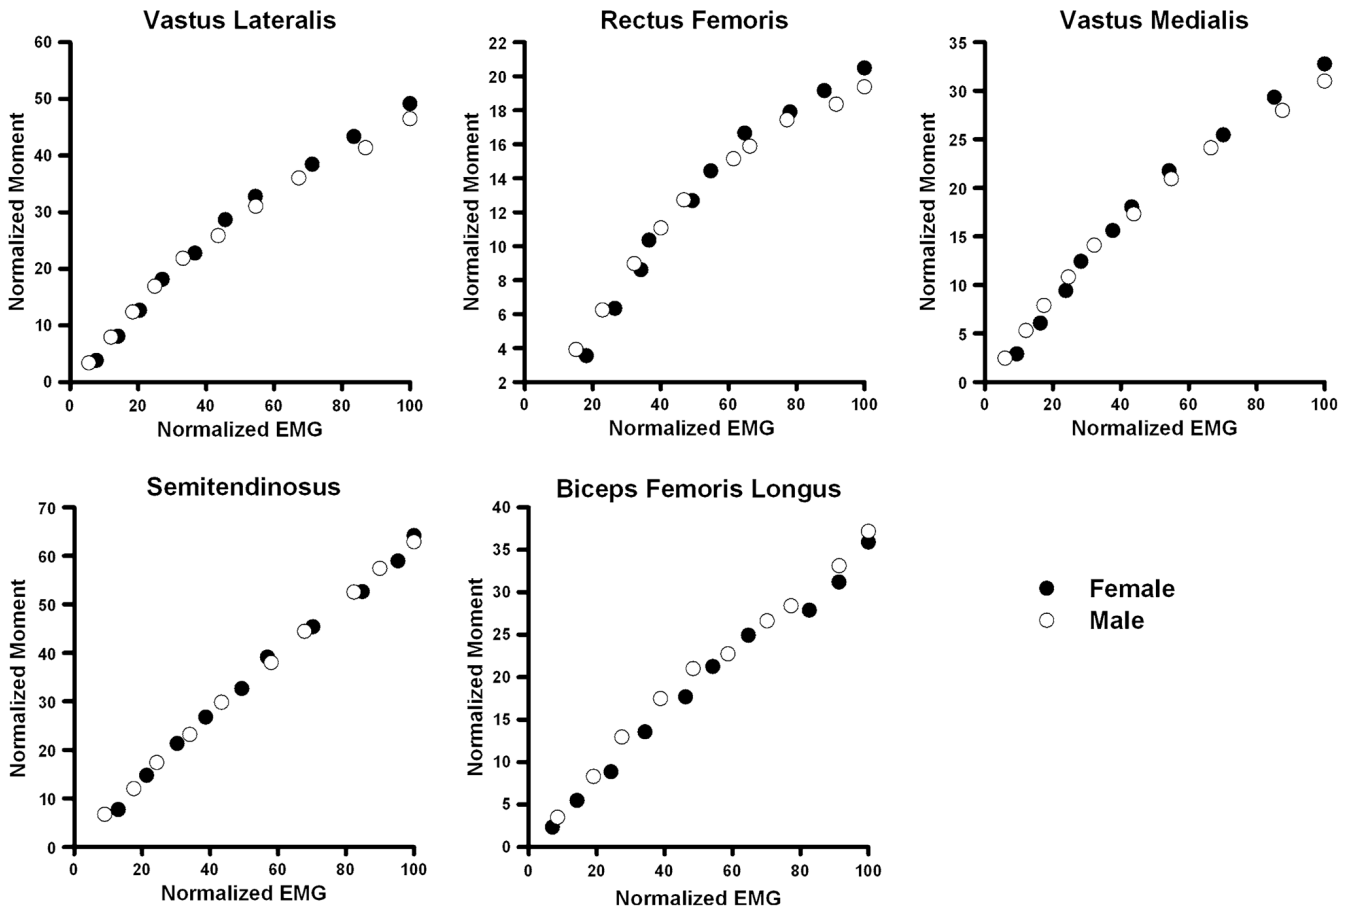 Vastus Lateralis
Normalized Moment
60
50
40
30
20
10
0
0 20 40 60 80 100
Normalized EMG
Rectus Femoris
Normalized Moment
22
20
18
16
14
12
10
8
6
4
2
0 20 40 60 80 100
Normalized EMG
Vastus Medialis
Normalized Moment
35
30
25
20
15
10
5
0
0 20 40 60 80 100
Normalized EMG
Semitendinosus
Normalized Moment
70
60
50
40
30
20
10
0
0 20 40 60 80 100
Normalized EMG
Biceps Femoris Longus
Normalized Moment
40
35
30
25
20
15
10
5
0
0 20 40 60 80 100
Normalized EMG
Female
Male